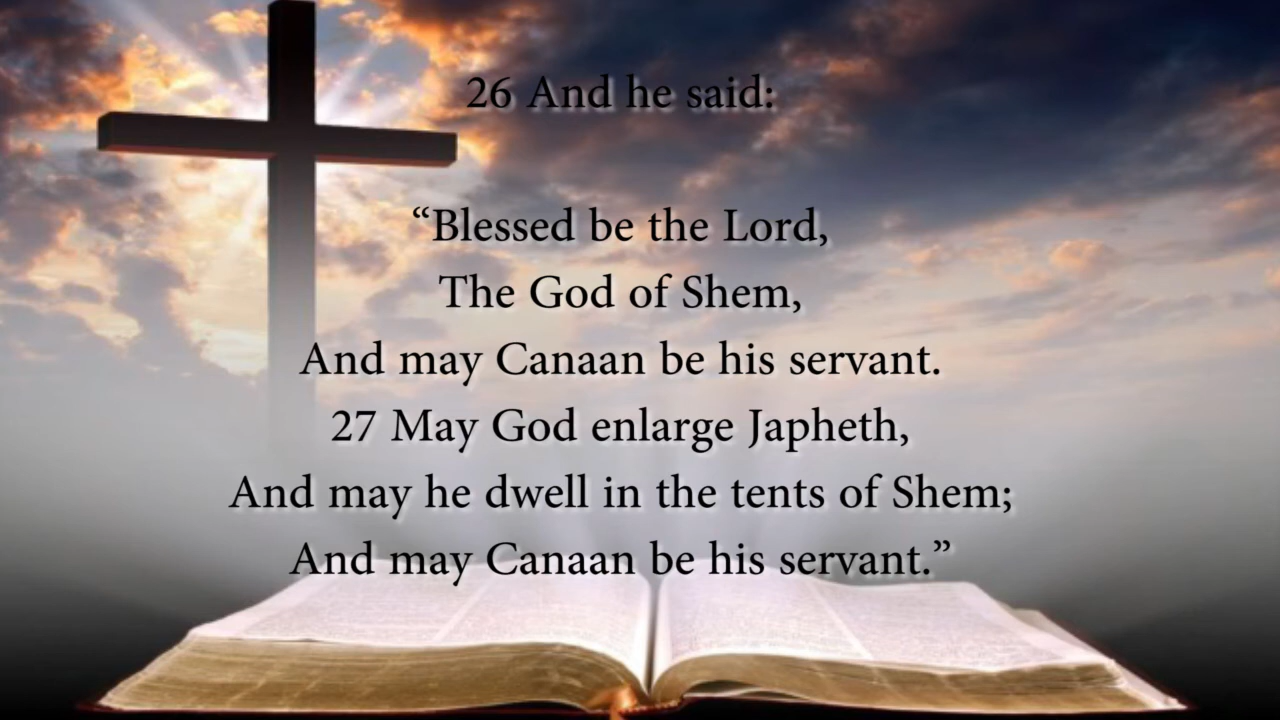 26 And he said:
“Blessed be the Lord,
The God of Shem,
And may Canaan be his servant.
27 May God enlarge Japheth,
And may he dwell in the tents of Shem;
And may Canaan be his servant.”